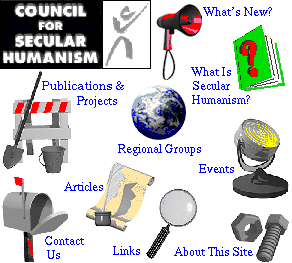 COUNCIL
FOR
SECULAR
HUMANISM
What's New?
What Is
Secular
Humanism?
Publications &
Projects
Regional Groups
Events
Articles
Contact
Us
Links
About This Site